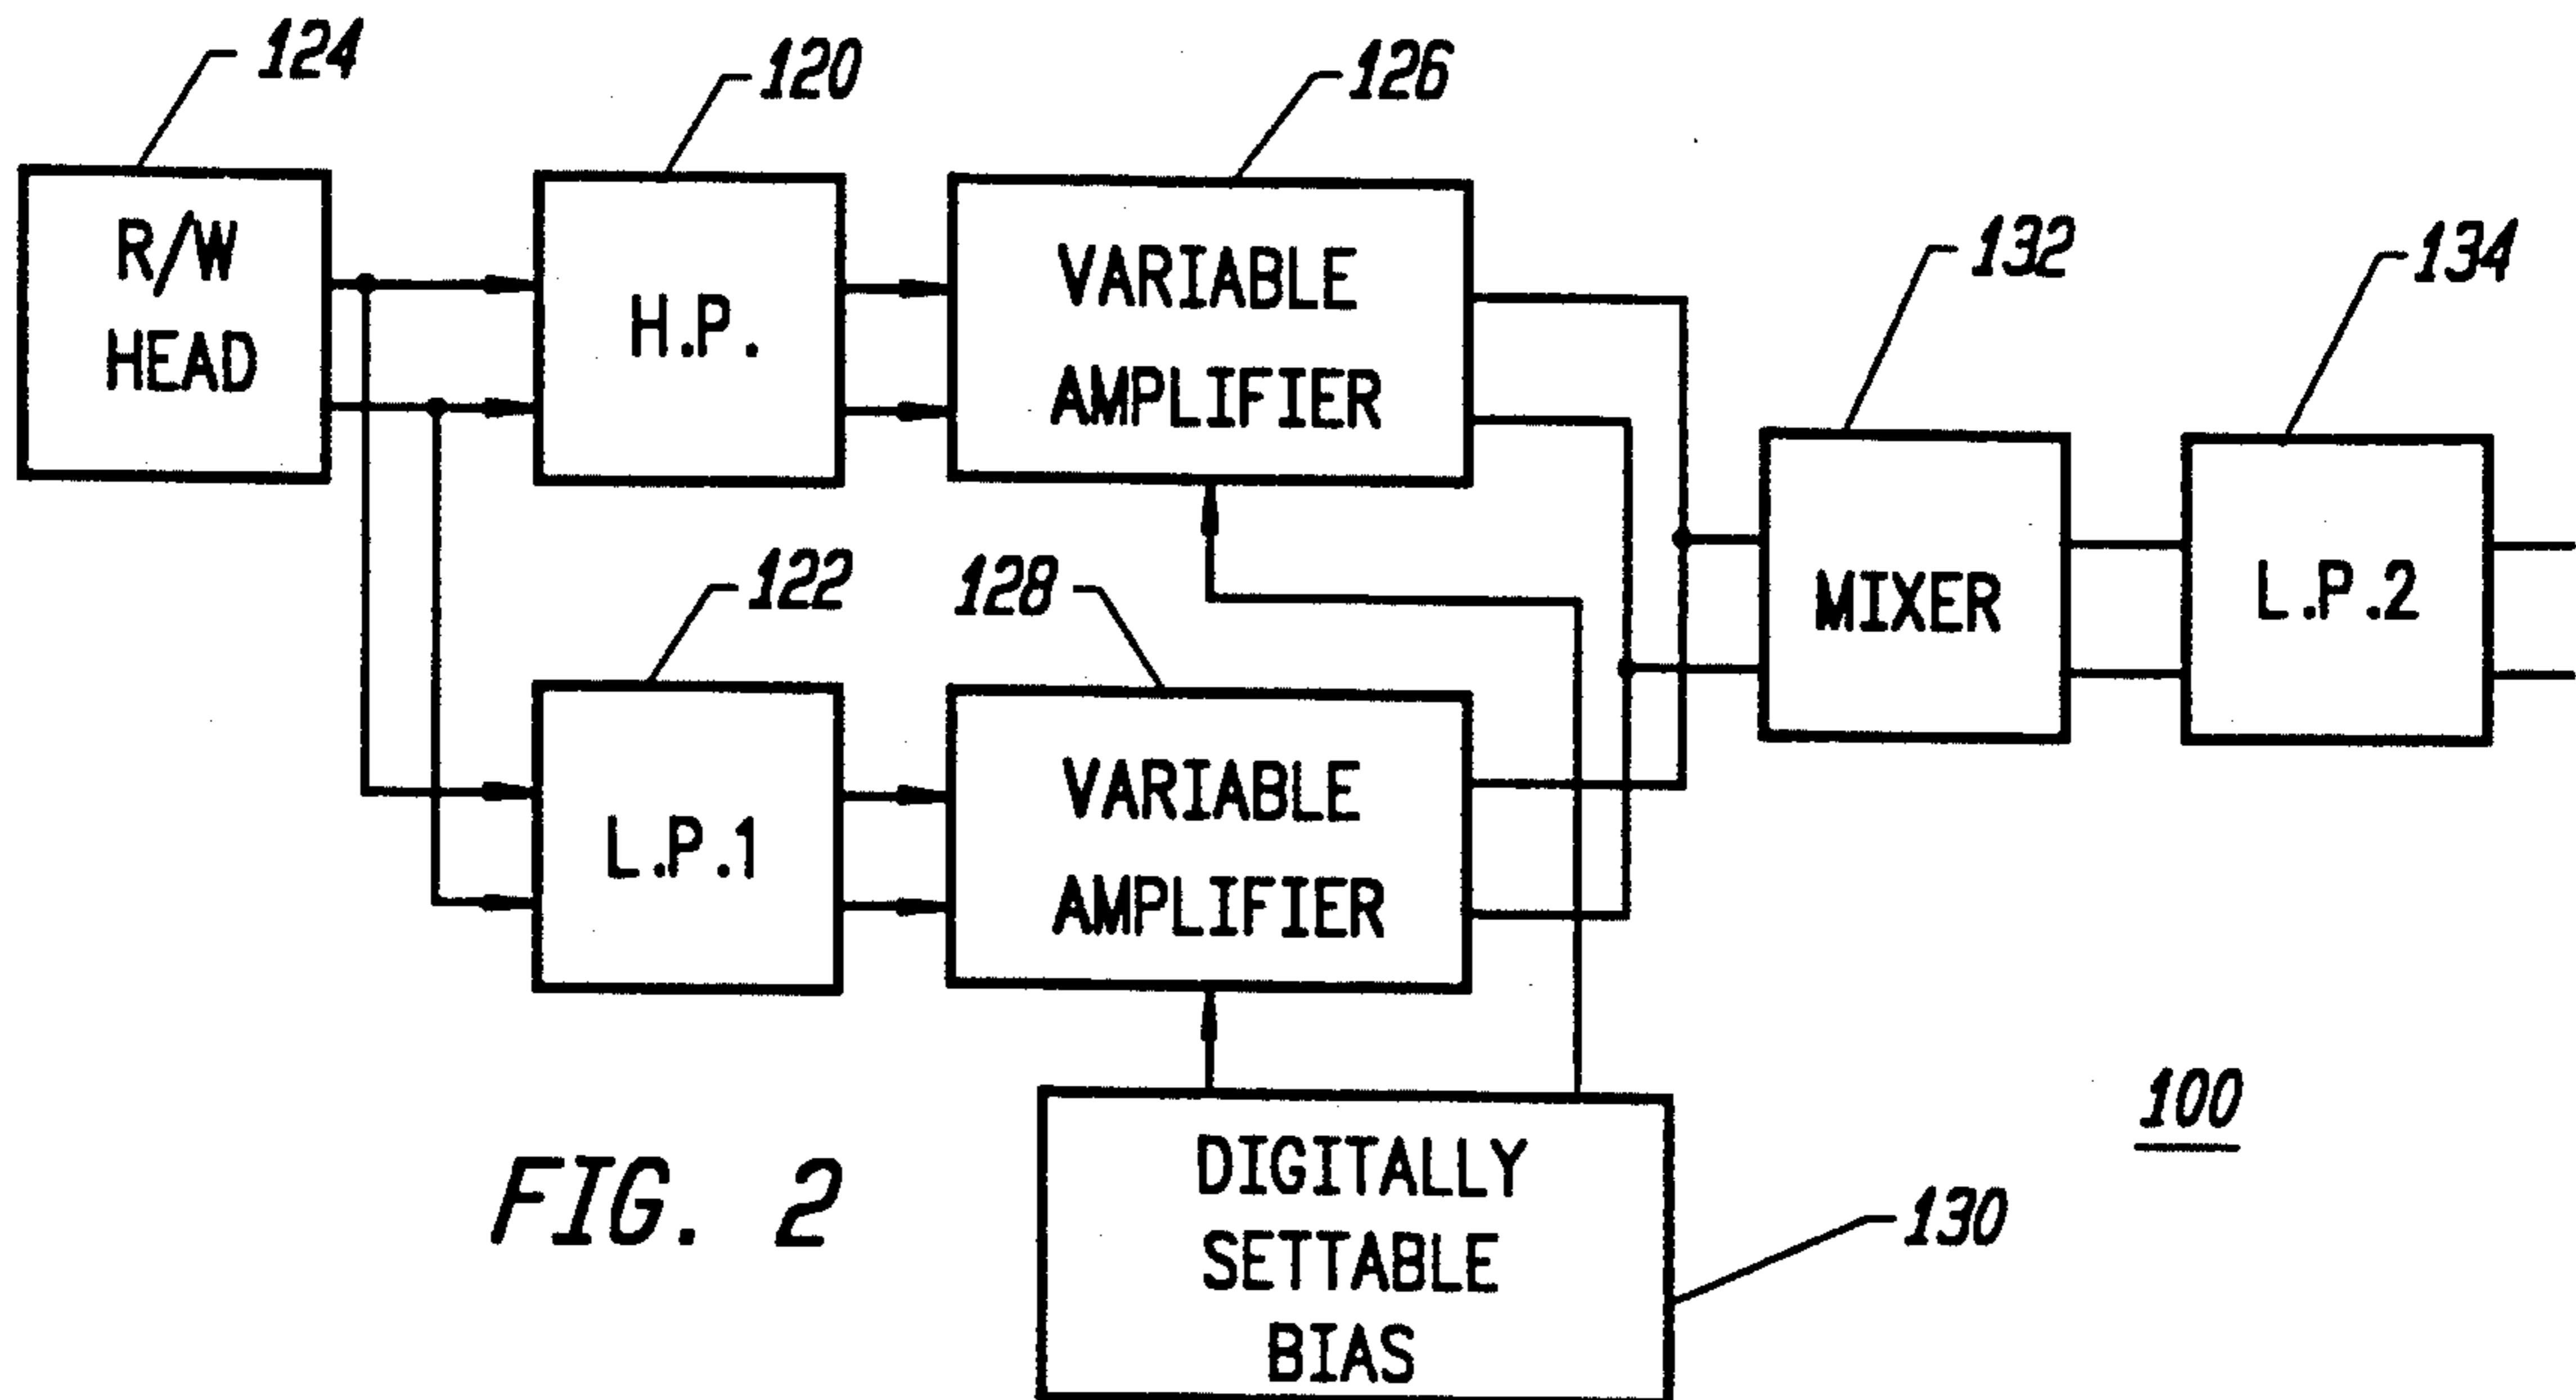 124
120
126
R/W
HEAD
H.P.
VARIABLE
AMPLIFIER
132
134
MIXER
L.P.2
122
128
L.P.1
VARIABLE
AMPLIFIER
100
DIGITALLY
SETTABLE
BIAS
130
FIG. 2